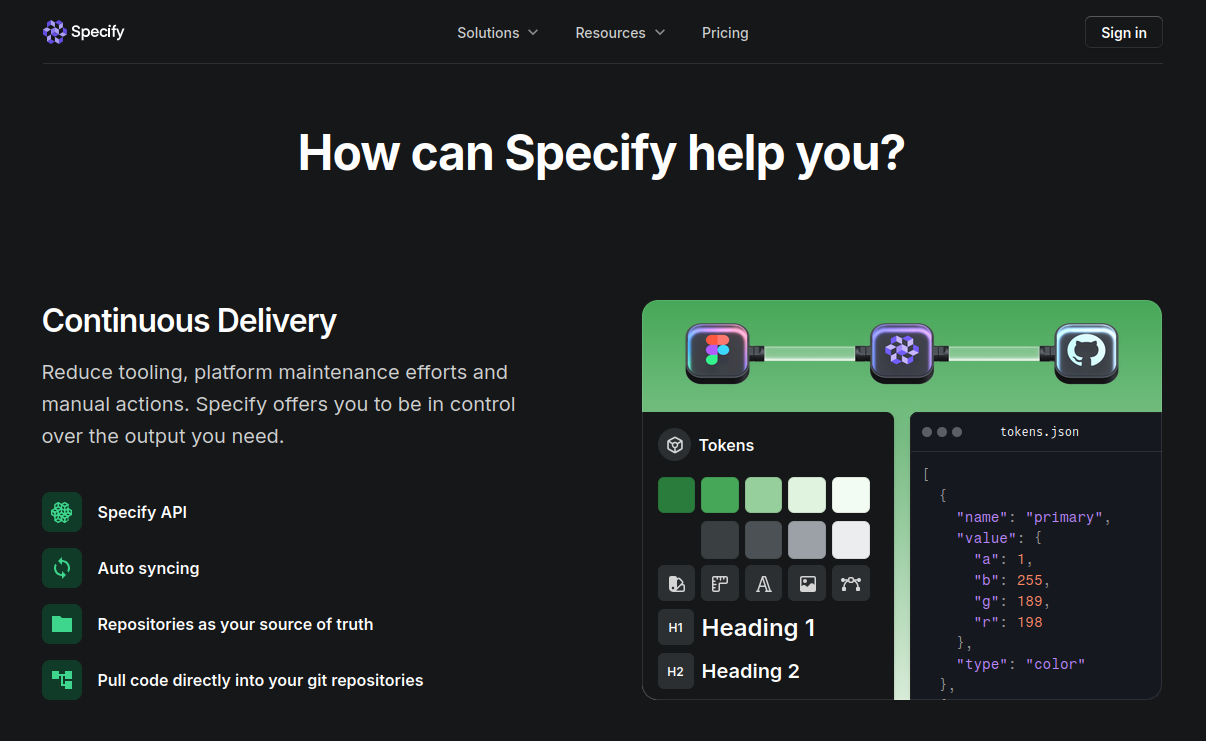 Specify
Solutions
Resources
Pricing
Sign in
How can Specify help you?
Continuous Delivery
Reduce tooling, platform maintenance efforts and
manual actions. Specify offers you to be in control
over the output you need.
Specify API
Auto syncing
Repositories as your source of truth
Pull code directly into your git repositories
Tokens
H1 Heading 1
H2 Heading 2
tokens.json
[
{
"name": "primary",
"value": {
"a": 1,
"b": 255,
"g": 189,
"r": 198
},
"type": "color"
},